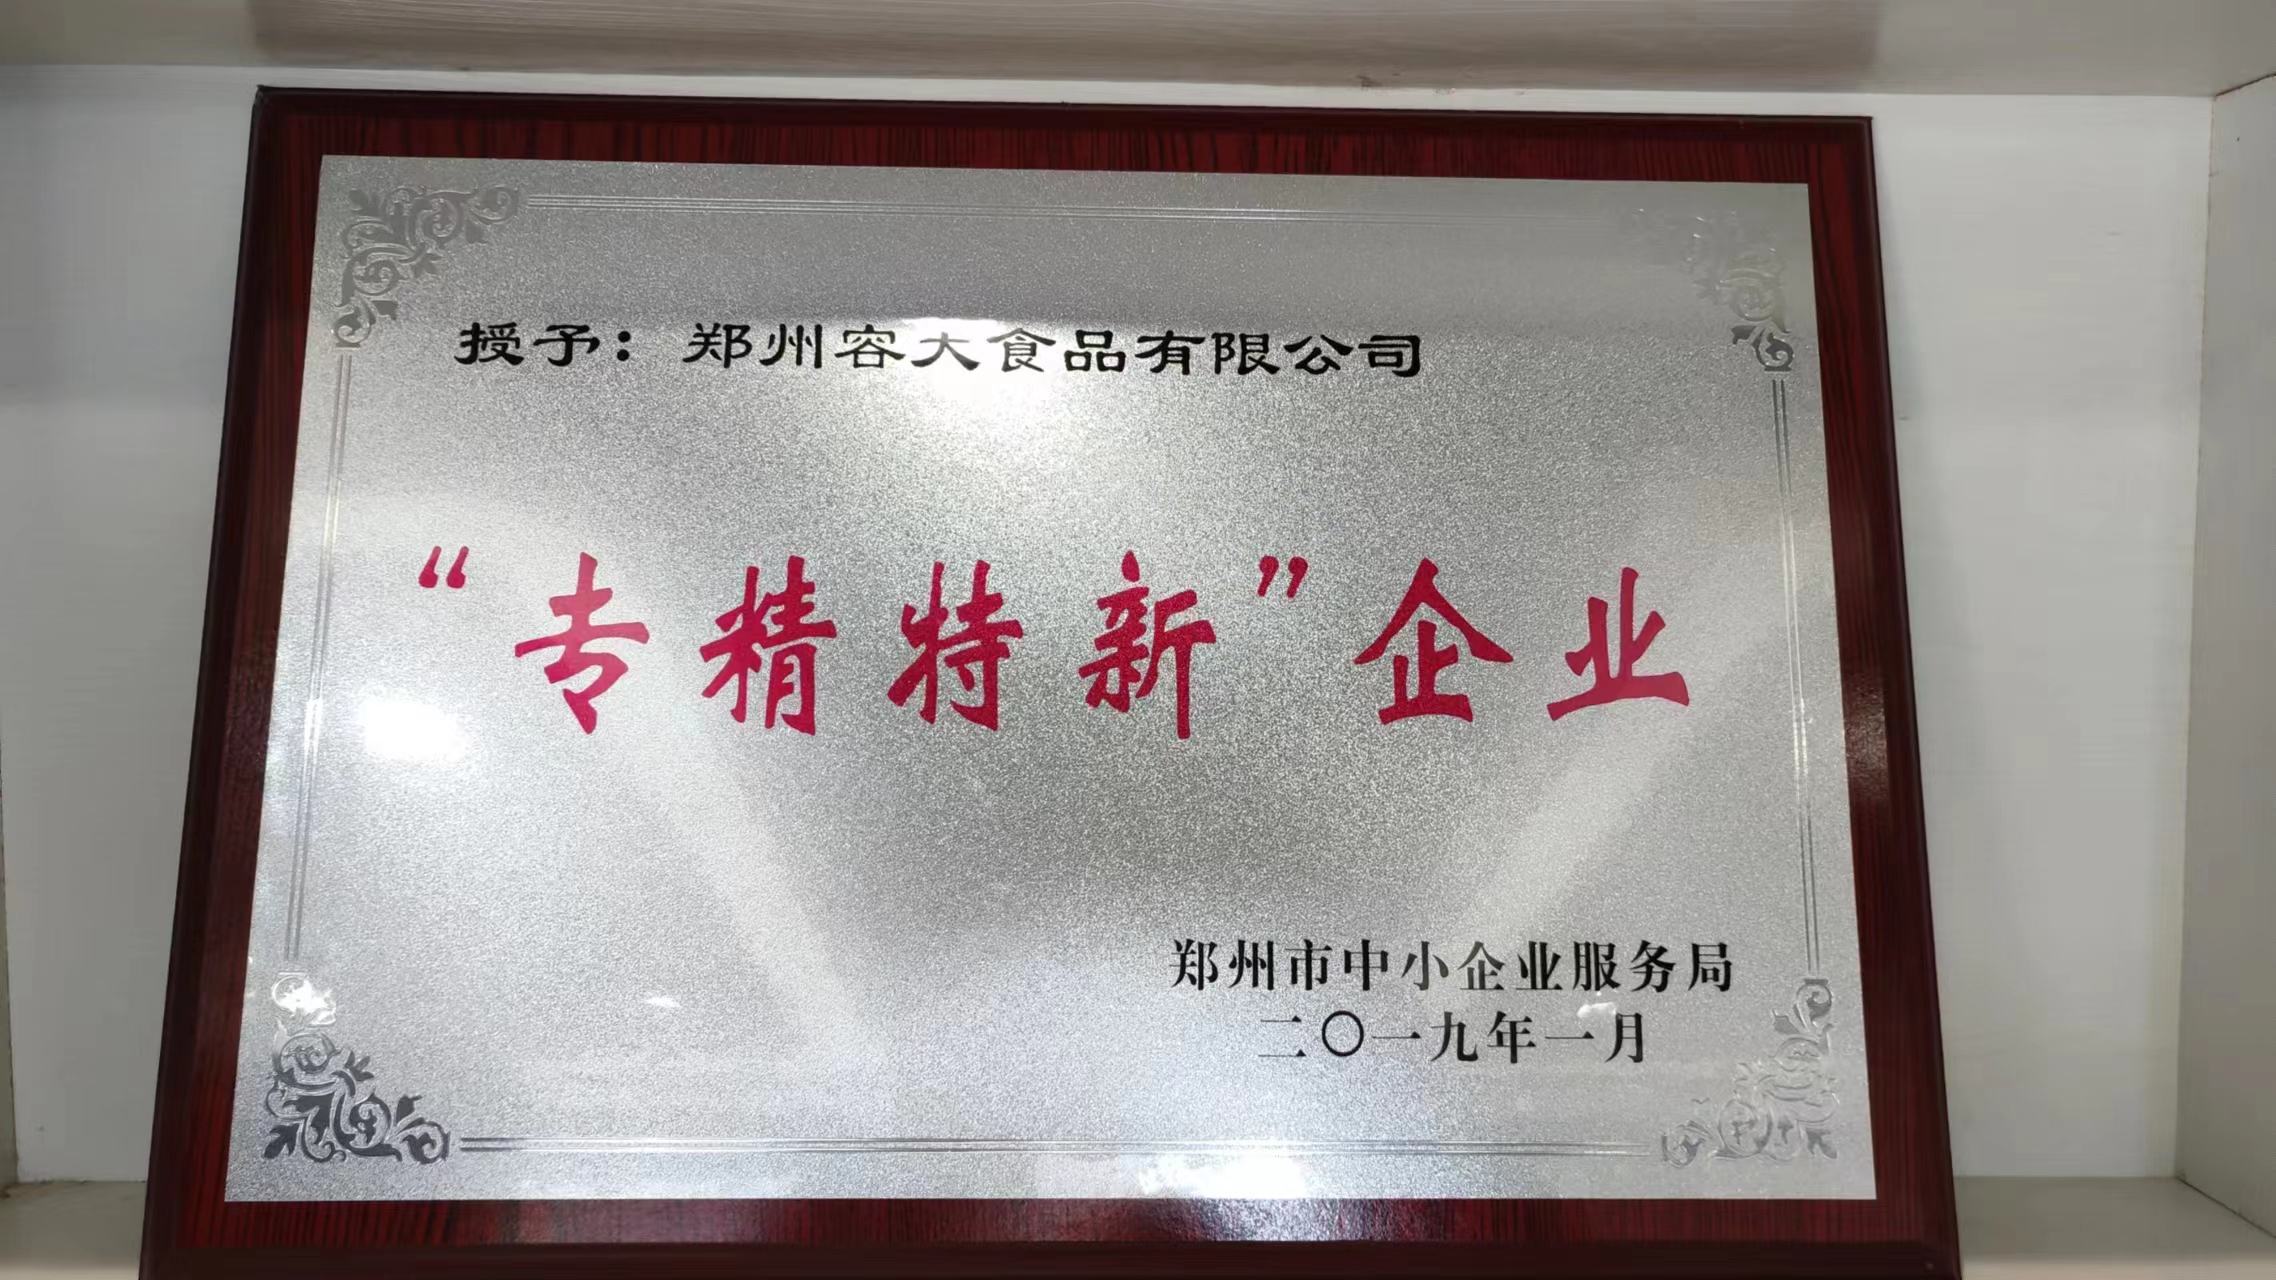 授予：郑州容大食品有限公司
“专精特新”企业
郑州市中小企业服务局
二〇一九年一月